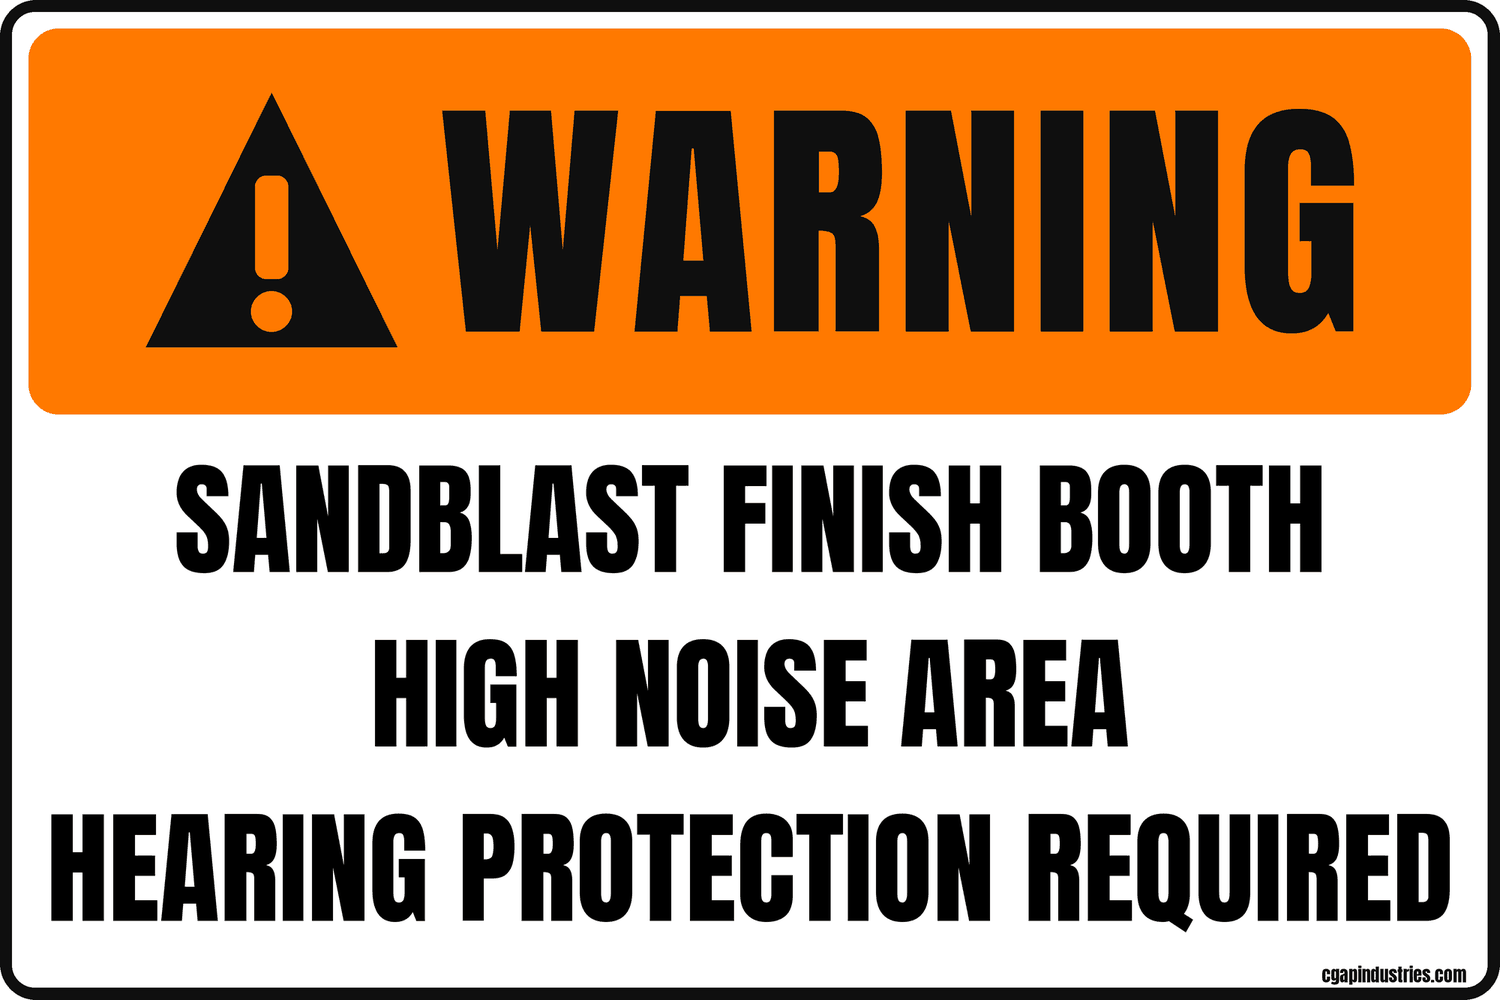 WARNING
SANDBLAST FINISH BOOTH
HIGH NOISE AREA
HEARING PROTECTION REQUIRED
cgapindustries.com